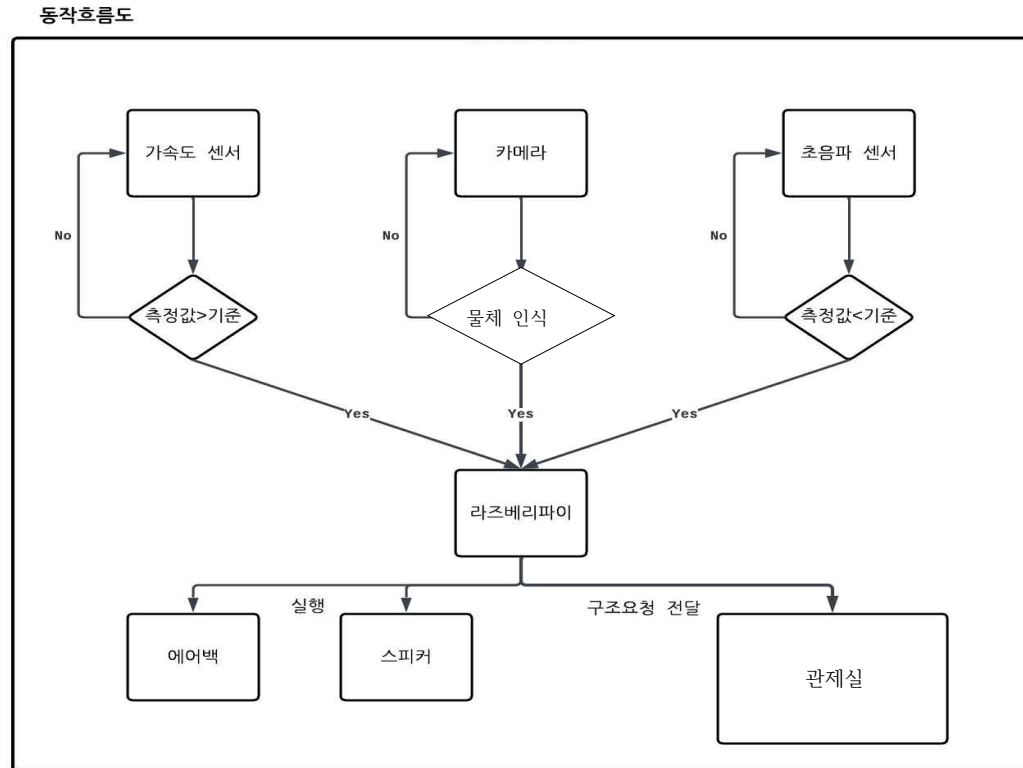 동작흐름도
가속도 센서
카메라
초음파 센서
No
No
No
측정값>기준
물체 인식
측정값<기준
Yes
Yes
Yes
라즈베리파이
실행
구조요청 전달
에어백
스피커
관제실